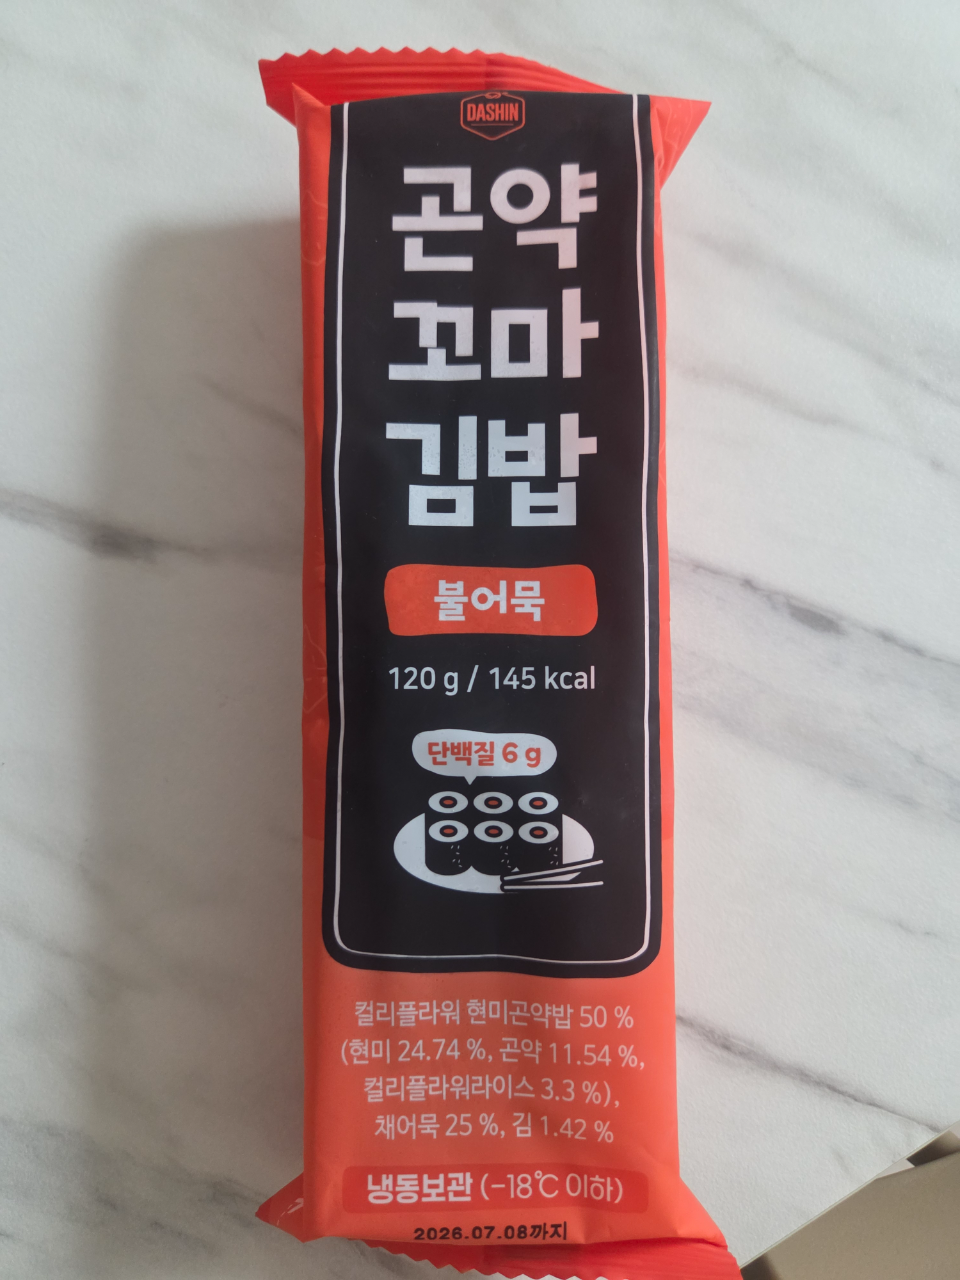 DASHIN
곤약
꼬마
김밥
불어묵
120 g / 145 kcal
단백질 6 g
컬리플라워 현미곤약밥 50 %
(현미 24.74 %, 곤약 11.54 %,
컬리플라워라이스 3.3 %),
채어묵 25 %, 김 1.42 %
냉동보관 (-18℃ 이하)
2026.07.08까지